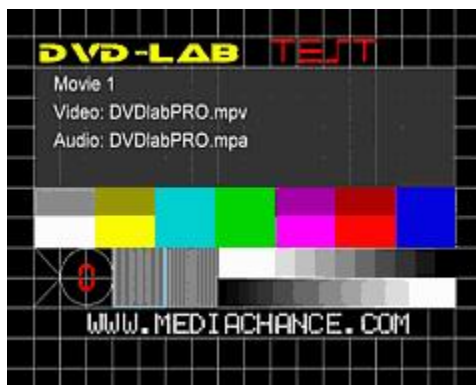 DVD-LAB TEST
Movie 1
Video: DVDlabPRO.mpv
Audio: DVDlabPRO.mpa
0
WWW.MEDIACHANCE.COM